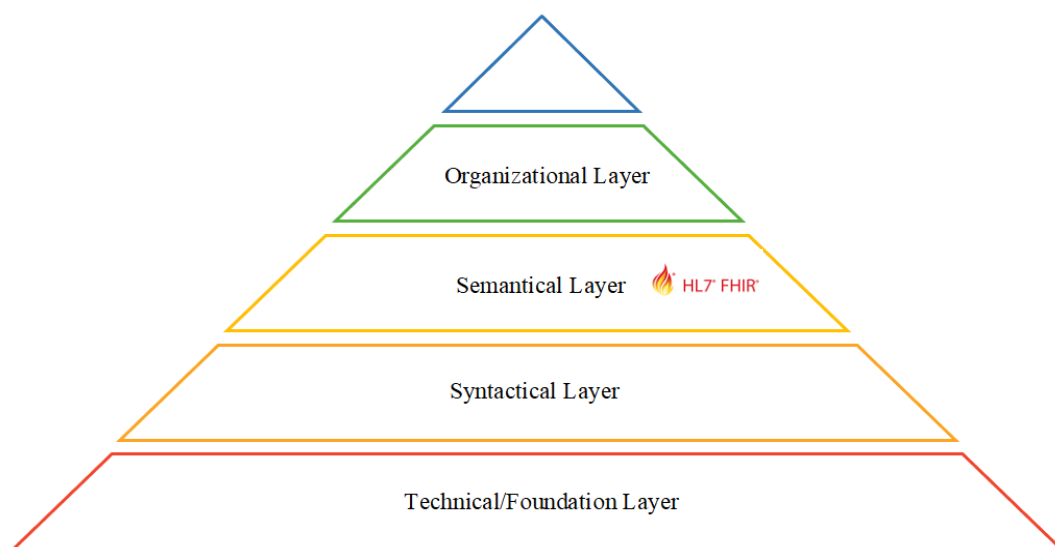 Organizational Layer
Semantical Layer HL7® FHIR®
Syntactical Layer
Technical/Foundation Layer